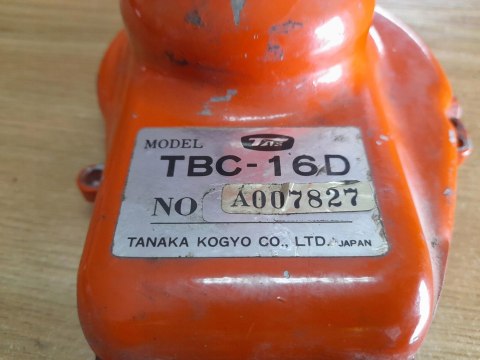 MODEL
TBC-16D
NO A007827
TANAKA KOGYO CO., LTD. JAPAN